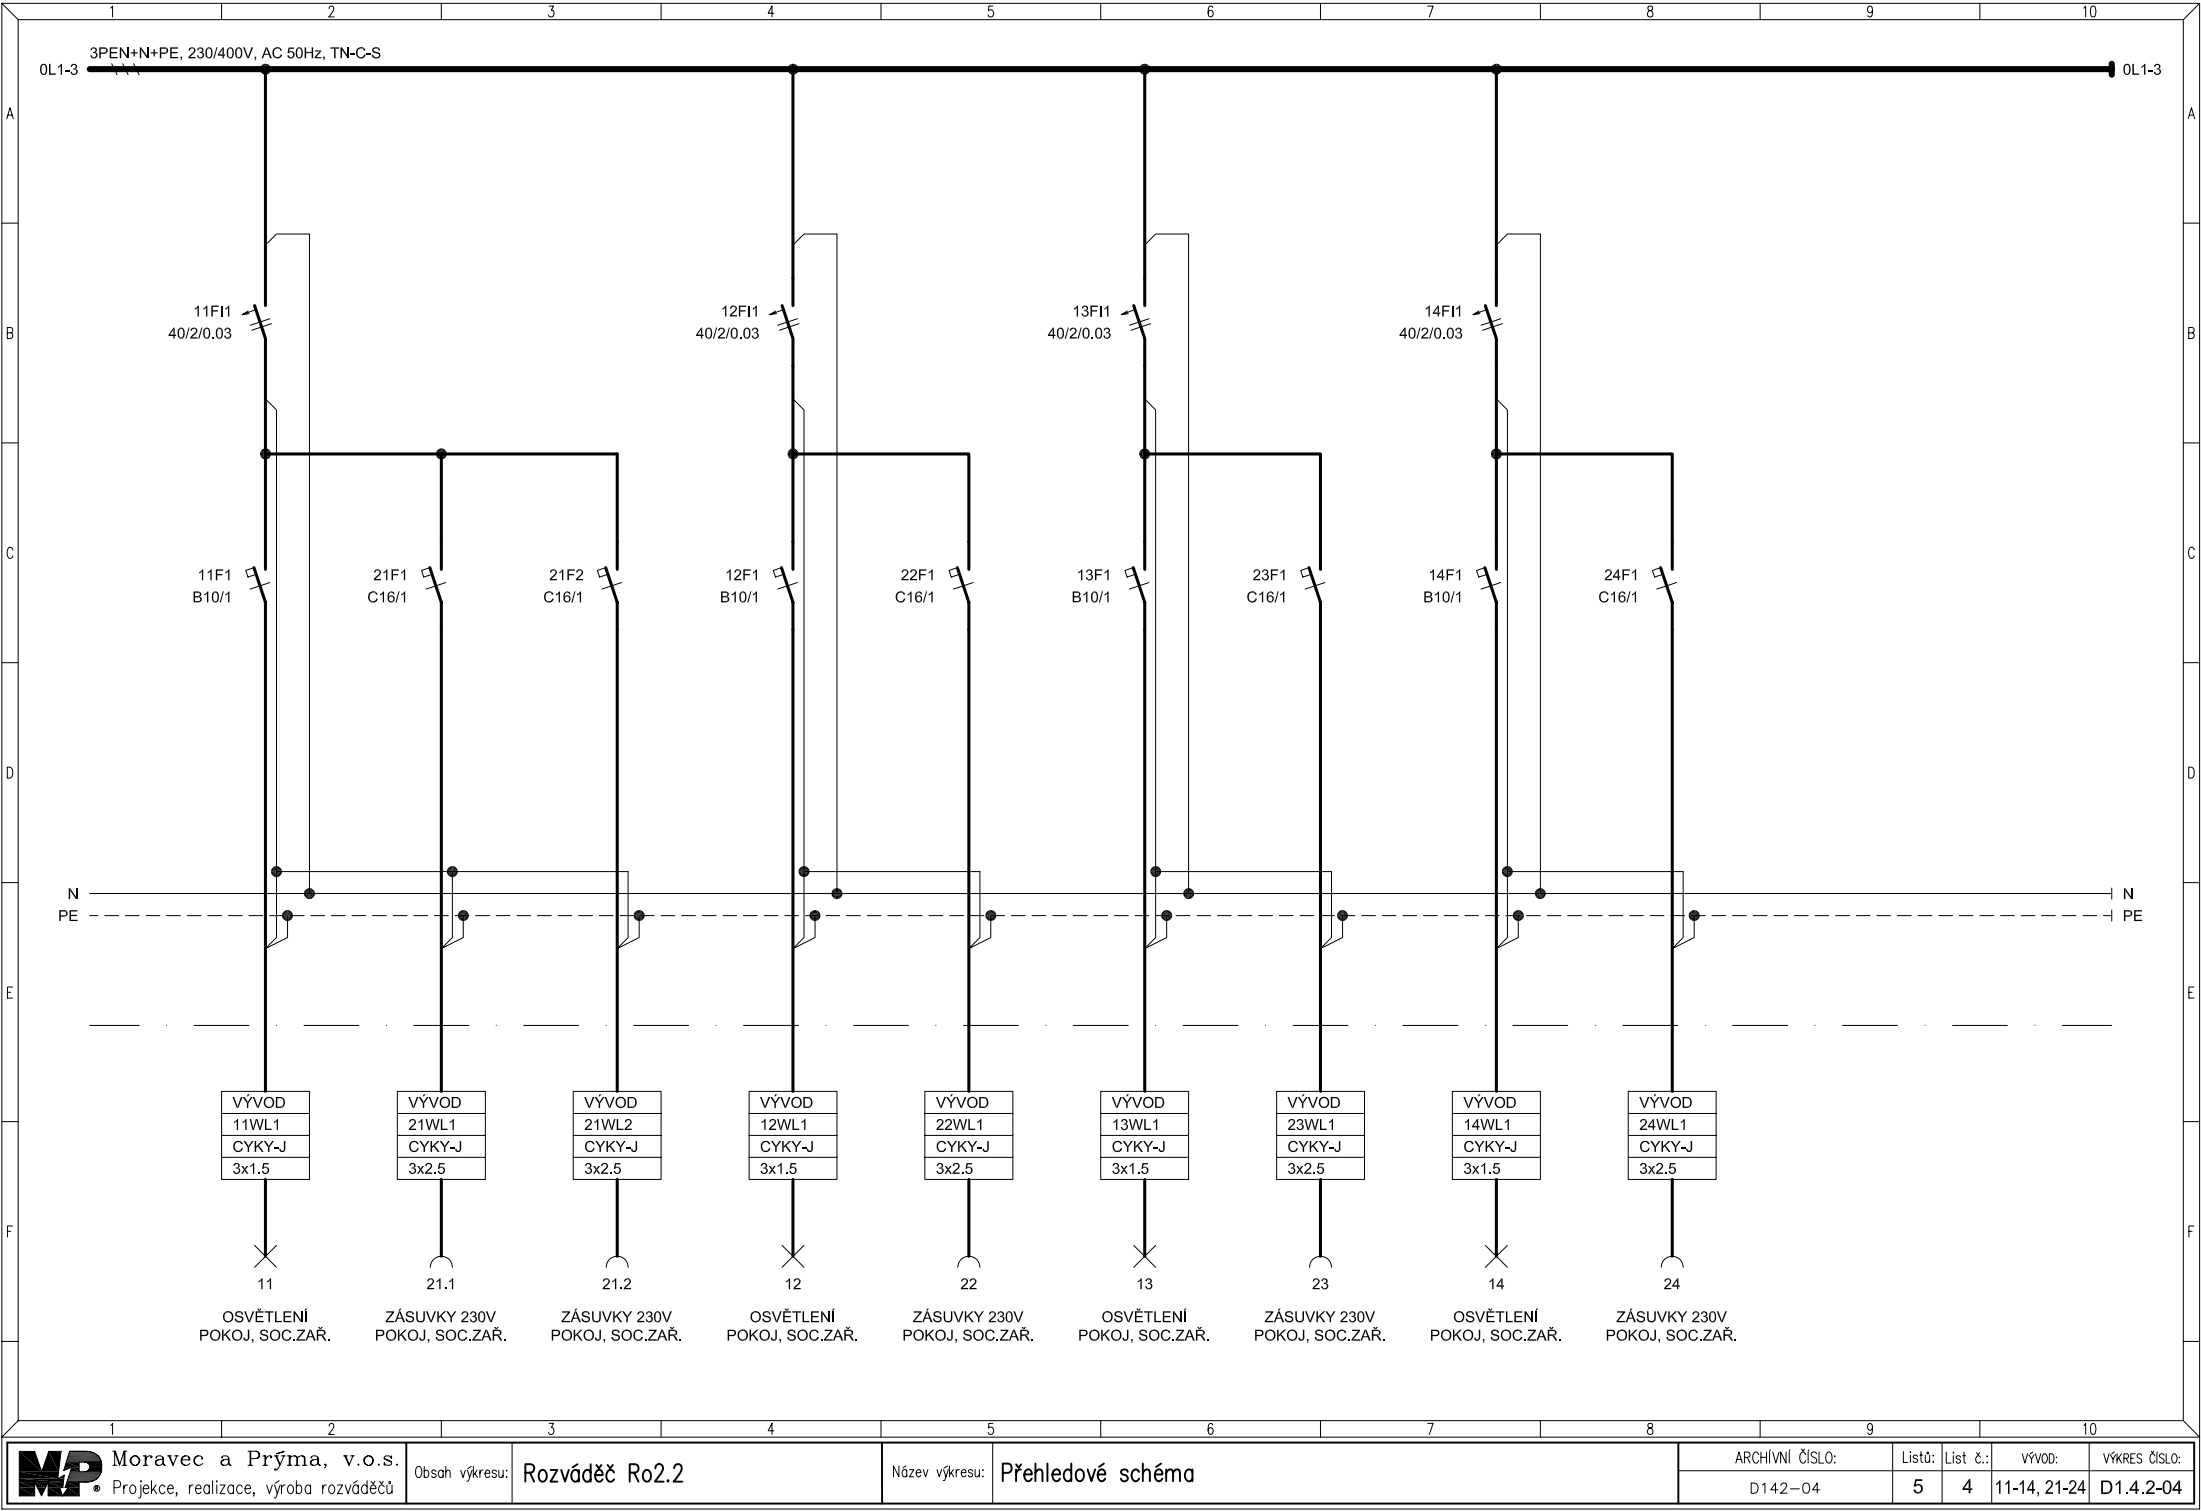 1 2 3 4 5 6 7 8 9 10
3PEN+N+PE, 230/400V, AC 50Hz, TN-C-S
0L1-3 0L1-3
A A
11FI1 12FI1 13FI1 14FI1
40/2/0.03 40/2/0.03 40/2/0.03 40/2/0.03
B B
C C
11F1 21F1 21F2 12F1 22F1 13F1 23F1 14F1 24F1
B10/1 C16/1 C16/1 B10/1 C16/1 B10/1 C16/1 B10/1 C16/1
D D
N N
PE PE
E E
VÝVOD VÝVOD VÝVOD VÝVOD VÝVOD VÝVOD VÝVOD VÝVOD VÝVOD
11WL1 21WL1 21WL2 12WL1 22WL1 13WL1 23WL1 14WL1 24WL1
CYKY-J CYKY-J CYKY-J CYKY-J CYKY-J CYKY-J CYKY-J CYKY-J CYKY-J
3x1.5 3x2.5 3x2.5 3x1.5 3x2.5 3x1.5 3x2.5 3x1.5 3x2.5
F F
11 21.1 21.2 12 22 13 23 14 24
OSVĚTLENÍ ZÁSUVKY 230V ZÁSUVKY 230V OSVĚTLENÍ ZÁSUVKY 230V OSVĚTLENÍ ZÁSUVKY 230V OSVĚTLENÍ ZÁSUVKY 230V
POKOJ, SOC.ZAŘ. POKOJ, SOC.ZAŘ. POKOJ, SOC.ZAŘ. POKOJ, SOC.ZAŘ. POKOJ, SOC.ZAŘ. POKOJ, SOC.ZAŘ. POKOJ, SOC.ZAŘ. POKOJ, SOC.ZAŘ. POKOJ, SOC.ZAŘ.
1 2 3 4 5 6 7 8 9 10
MP Moravec a Prýma, v.o.s.
Projekce, realizace, výroba rozváděčů
Obsah výkresu: Rozváděč Ro2.2
Název výkresu: Přehledové schéma
ARCHÍVNÍ ČÍSLO: Listů: List č.: VÝVOD: VÝKRES ČÍSLO:
D142-04 5 4 11-14, 21-24 D1.4.2-04